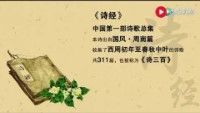 《诗经》
中国第一部诗歌总集
本诗出自国风·周南篇
收集了西周初年至春秋中叶的诗歌
共311篇，也被称为《诗三百》
诗
经